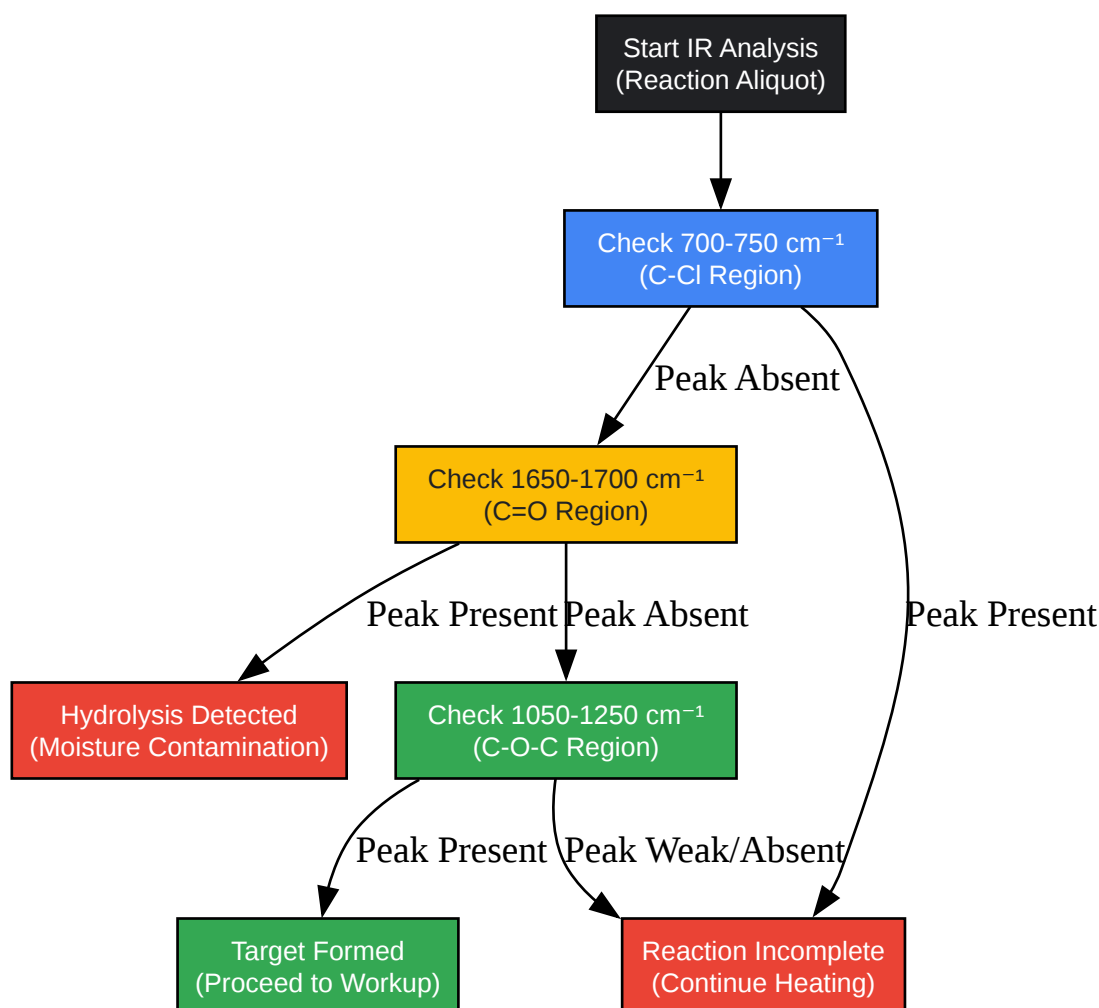 Start IR Analysis
(Reaction Aliquot)
Check 700-750 cm⁻¹
(C-Cl Region)
Peak Absent
Check 1650-1700 cm⁻¹
(C=O Region)
Peak Present
Peak Absent
Peak Present
Hydrolysis Detected
(Moisture Contamination)
Check 1050-1250 cm⁻¹
(C-O-C Region)
Peak Present
Peak Weak/Absent
Target Formed
(Proceed to Workup)
Reaction Incomplete
(Continue Heating)